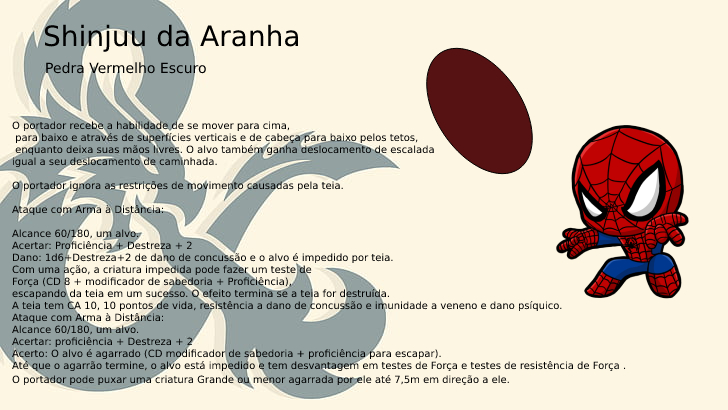 Shinjuu da Aranha
Pedra Vermelho Escuro
O portador recebe a habilidade de se mover para cima,
para baixo e através de superfícies verticais e de cabeça para baixo pelos tetos,
enquanto deixa suas mãos livres. O alvo também ganha deslocamento de escalada
igual a seu deslocamento de caminhada.
O portador ignora as restrições de movimento causadas pela teia.
Ataque com Arma à Distância:
Alcance 60/180, um alvo.
Acertar: Proficiência + Destreza + 2
Dano: 1d6+Destreza+2 de dano de concussão e o alvo é impedido por teia.
Com uma ação, a criatura impedida pode fazer um teste de
Força (CD 8 + modificador de sabedoria + Proficiência),
escapando da teia em um sucesso. O efeito termina se a teia for destruída.
A teia tem CA 10, 10 pontos de vida, resistência a dano de concussão e imunidade a veneno e dano psíquico.
Ataque com Arma à Distância:
Alcance 60/180, um alvo.
Acertar: proficiência + Destreza + 2
Acerto: O alvo é agarrado (CD modificador de sabedoria + proficiência para escapar).
Até que o agarrão termine, o alvo está impedido e tem desvantagem em testes de Força e testes de resistência de Força .
O portador pode puxar uma criatura Grande ou menor agarrada por ele até 7,5m em direção a ele.